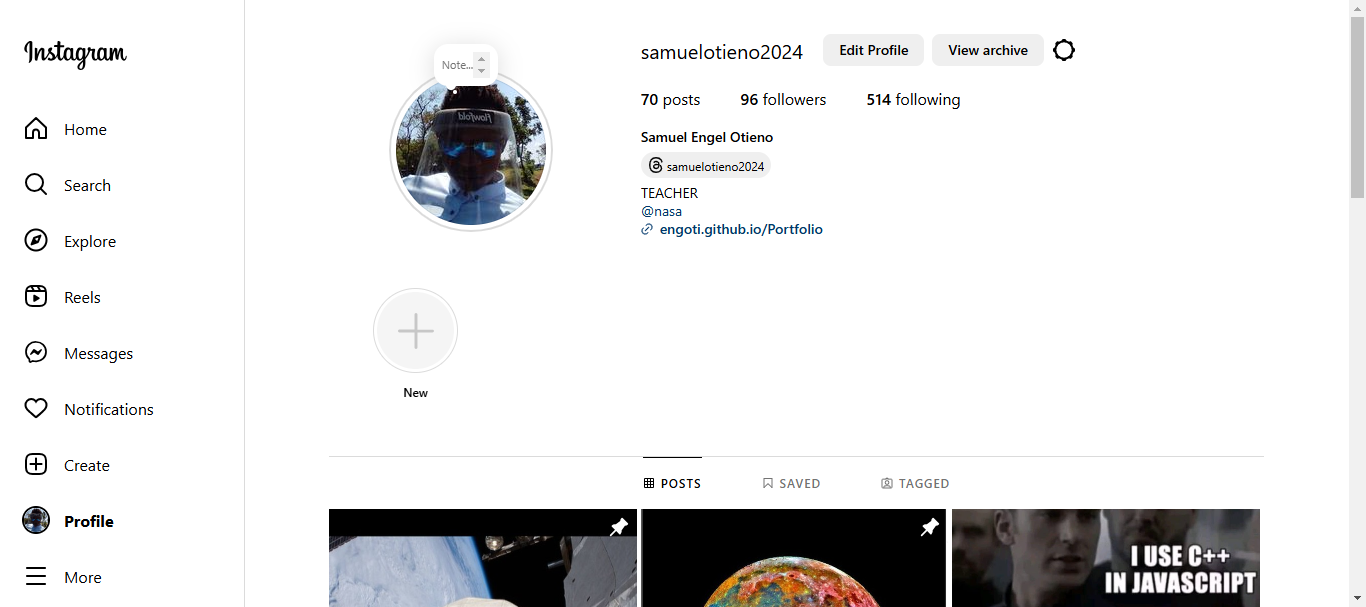 Instagram
Home
Search
Explore
Reels
Messages
Notifications
Create
Profile
More
Note...
samuelotieno2024
Edit Profile
View archive
70 posts
96 followers
514 following
Samuel Engel Otieno
samuelotieno2024
TEACHER
@nasa
engoti.github.io/Portfolio
New
POSTS
SAVED
TAGGED
I USE C++
IN JAVASCRIPT